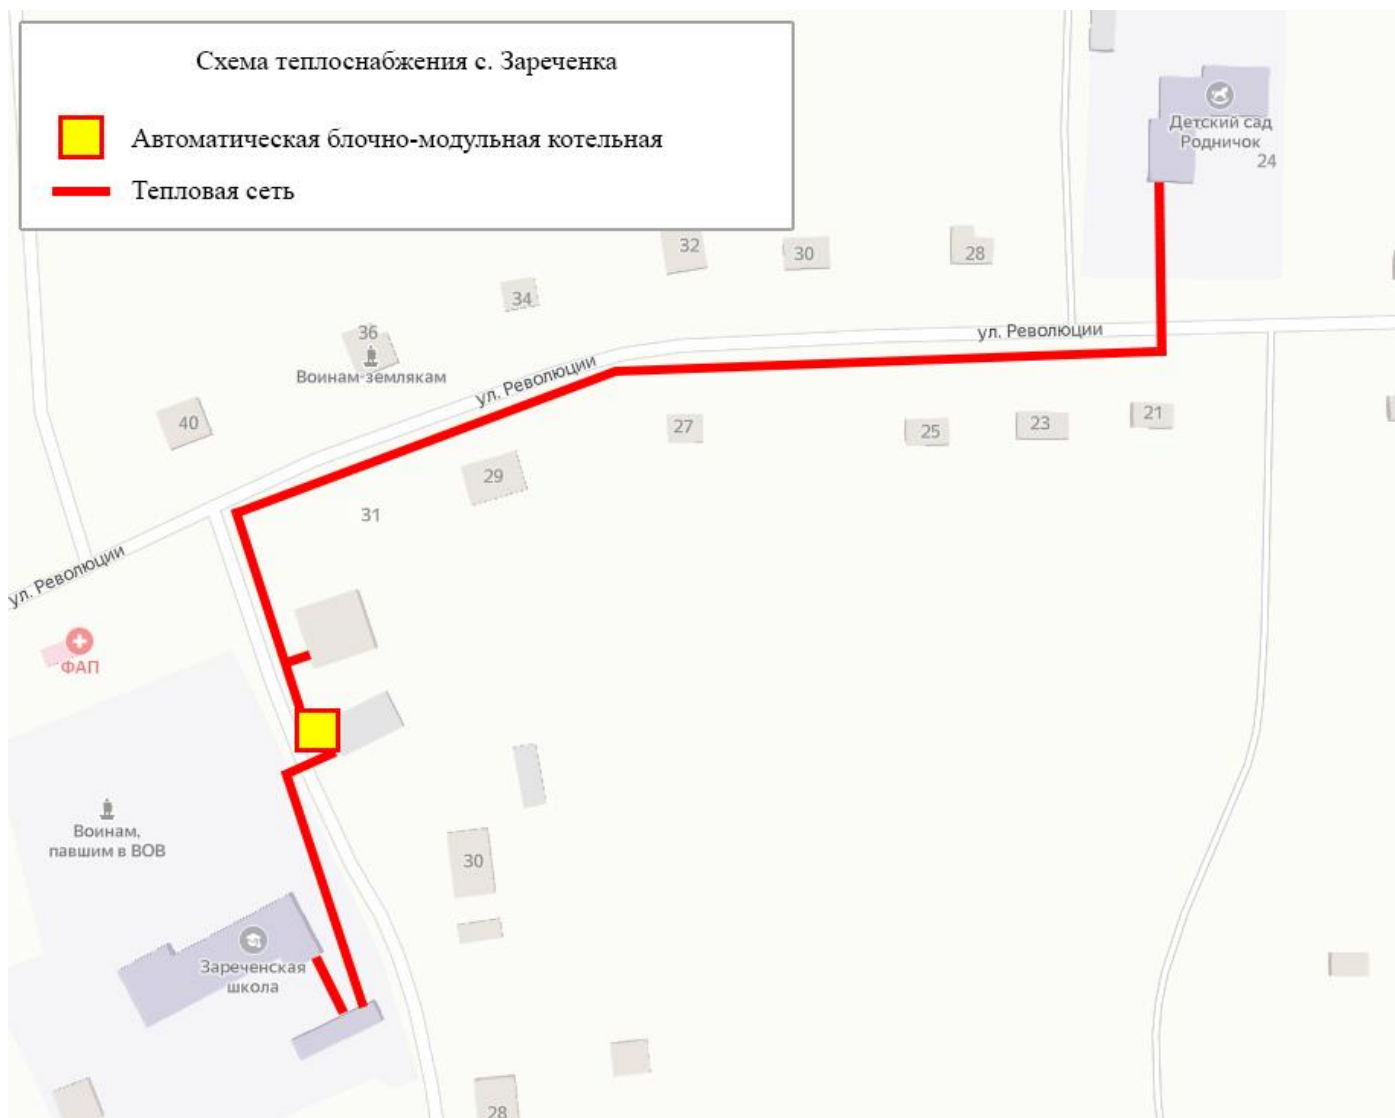 Схема теплоснабжения с. Зареченка
Автоматическая блочно-модульная котельная
Тепловая сеть
Детский сад
Родничок
24
32
30
28
34
36
Воинам-землякам
ул. Революции
ул. Революции
40
27
25
23
21
29
31
ул. Революции
ФАП
Воинам,
павшим в ВОВ
30
Зареченская
школа
28